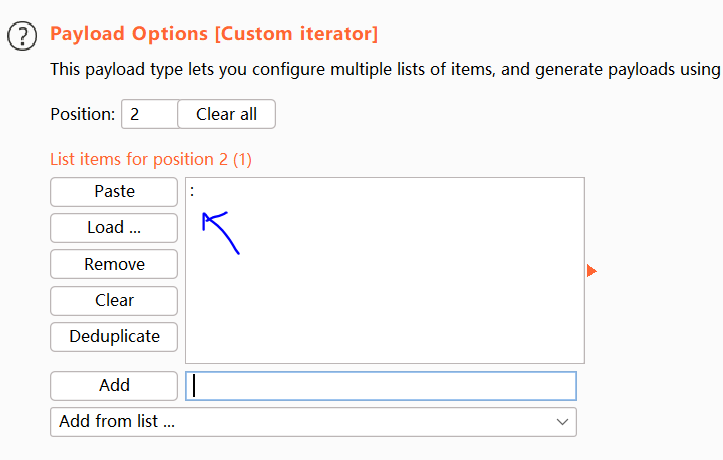 ? Payload Options [Custom iterator]
This payload type lets you configure multiple lists of items, and generate payloads using
Position: 2 Clear all
List items for position 2 (1)
Paste :
Load ...
Remove
Clear
Deduplicate
Add
Add from list ...